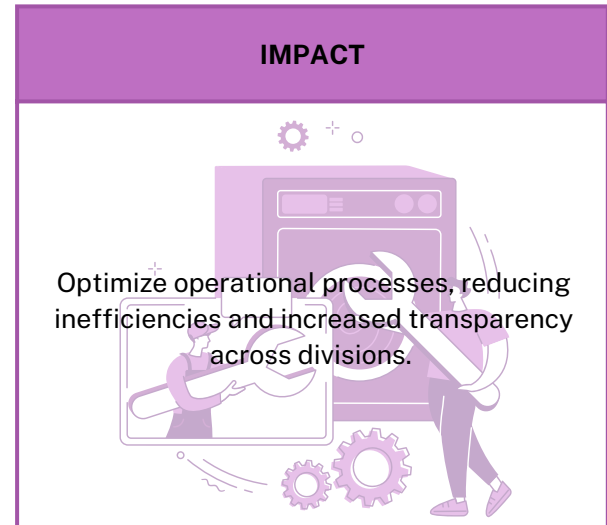 IMPACT
Optimize operational processes, reducing
inefficiencies and increased transparency
across divisions.